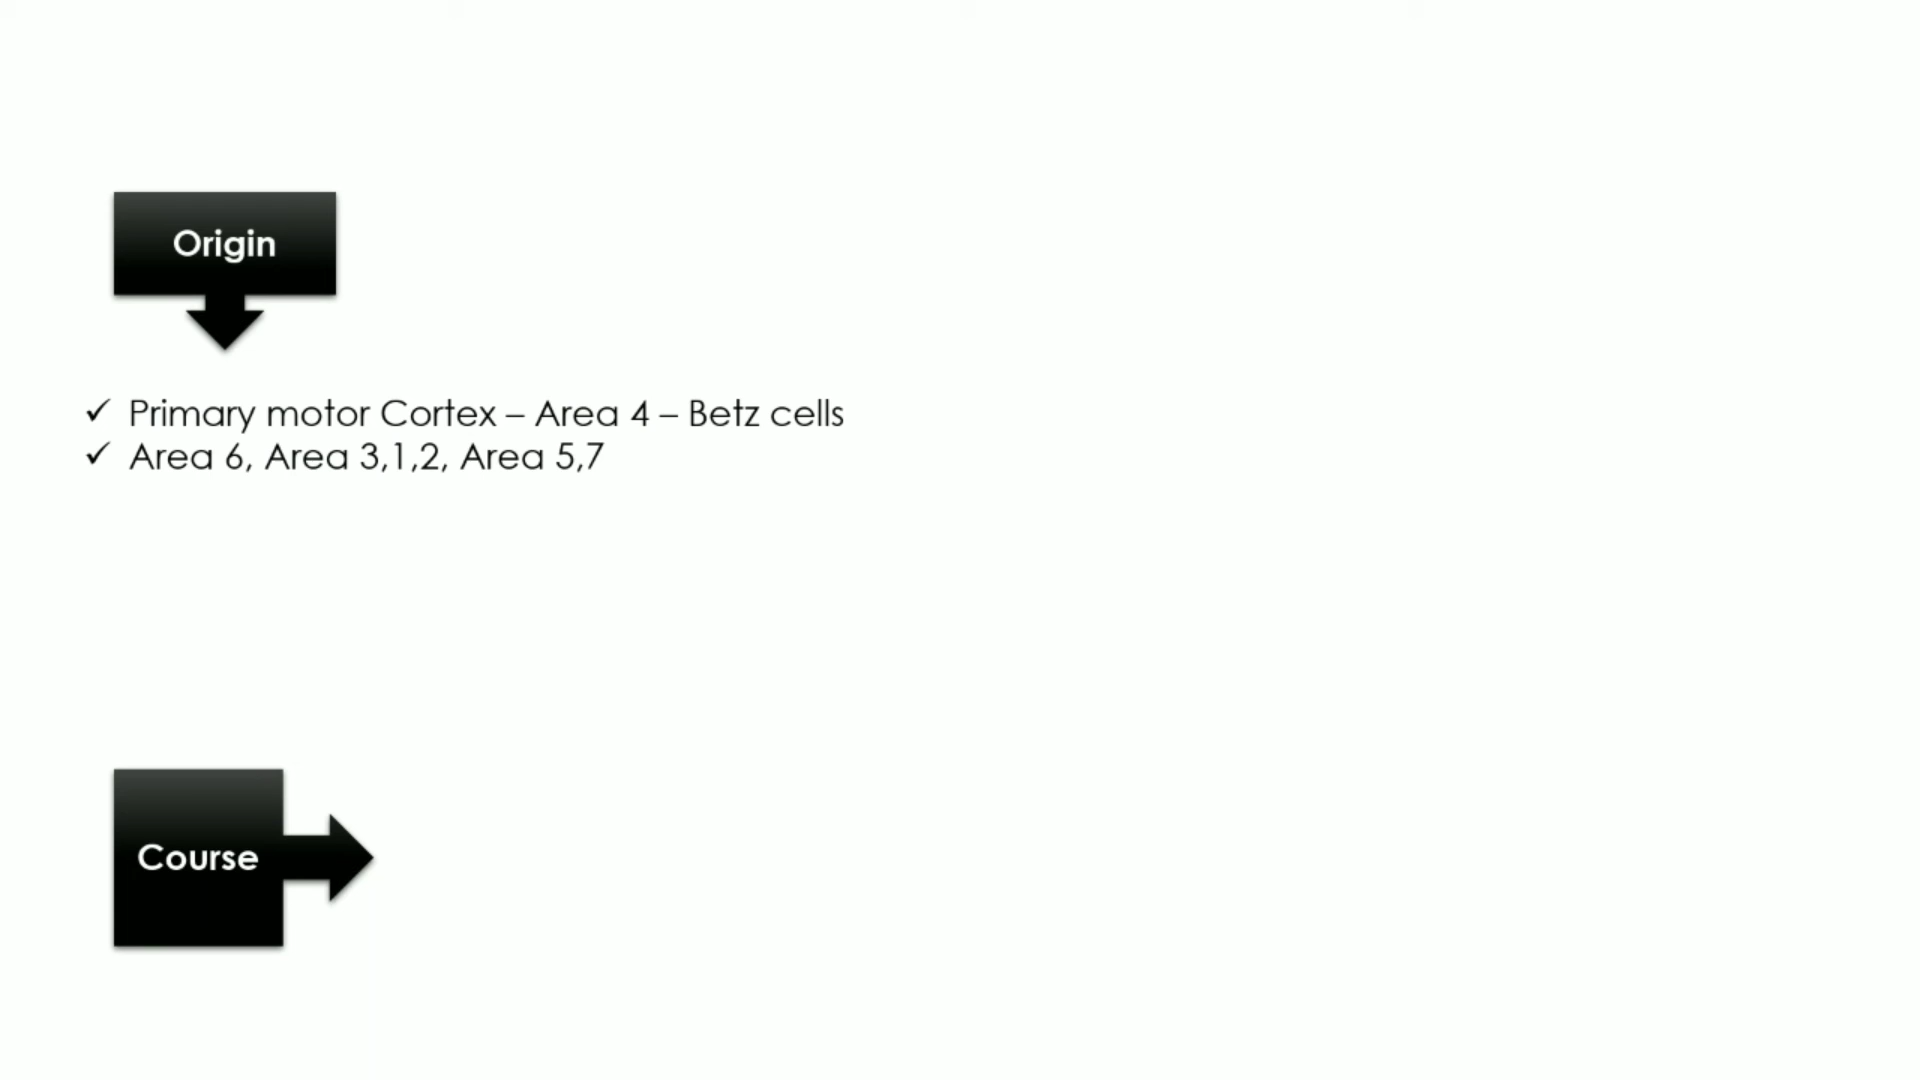 Origin
✓ Primary motor Cortex – Area 4 – Betz cells
✓ Area 6, Area 3,1,2, Area 5,7
Course